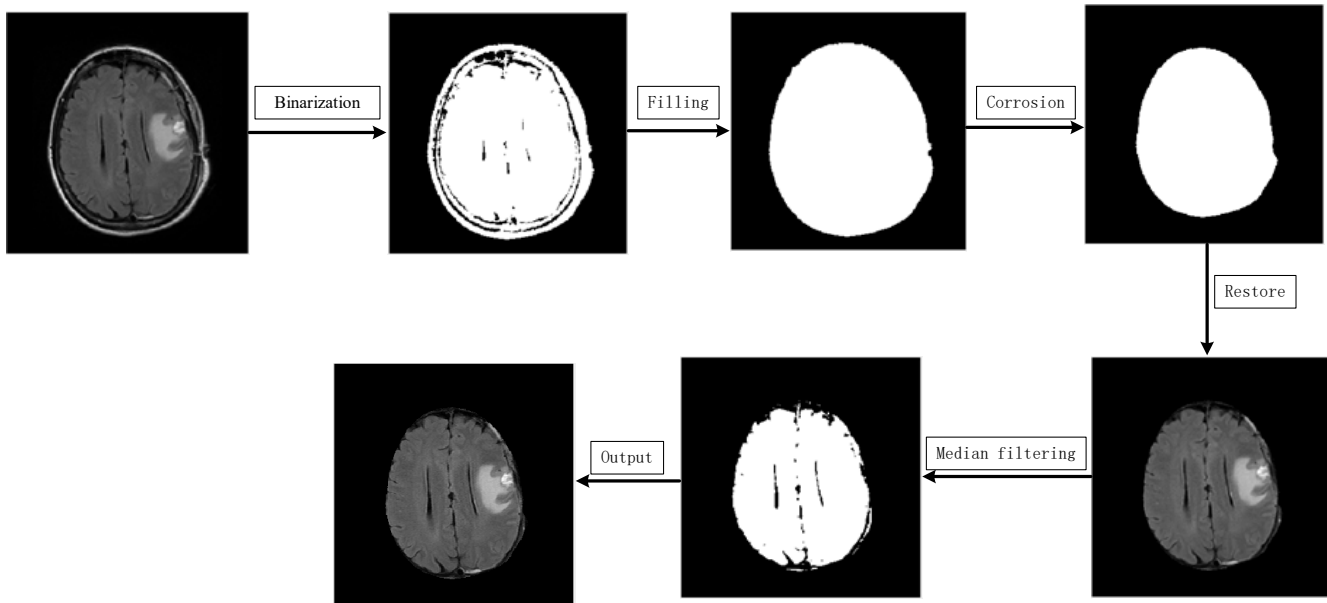 Binarization
Filling
Corrosion
Restore
Median filtering
Output